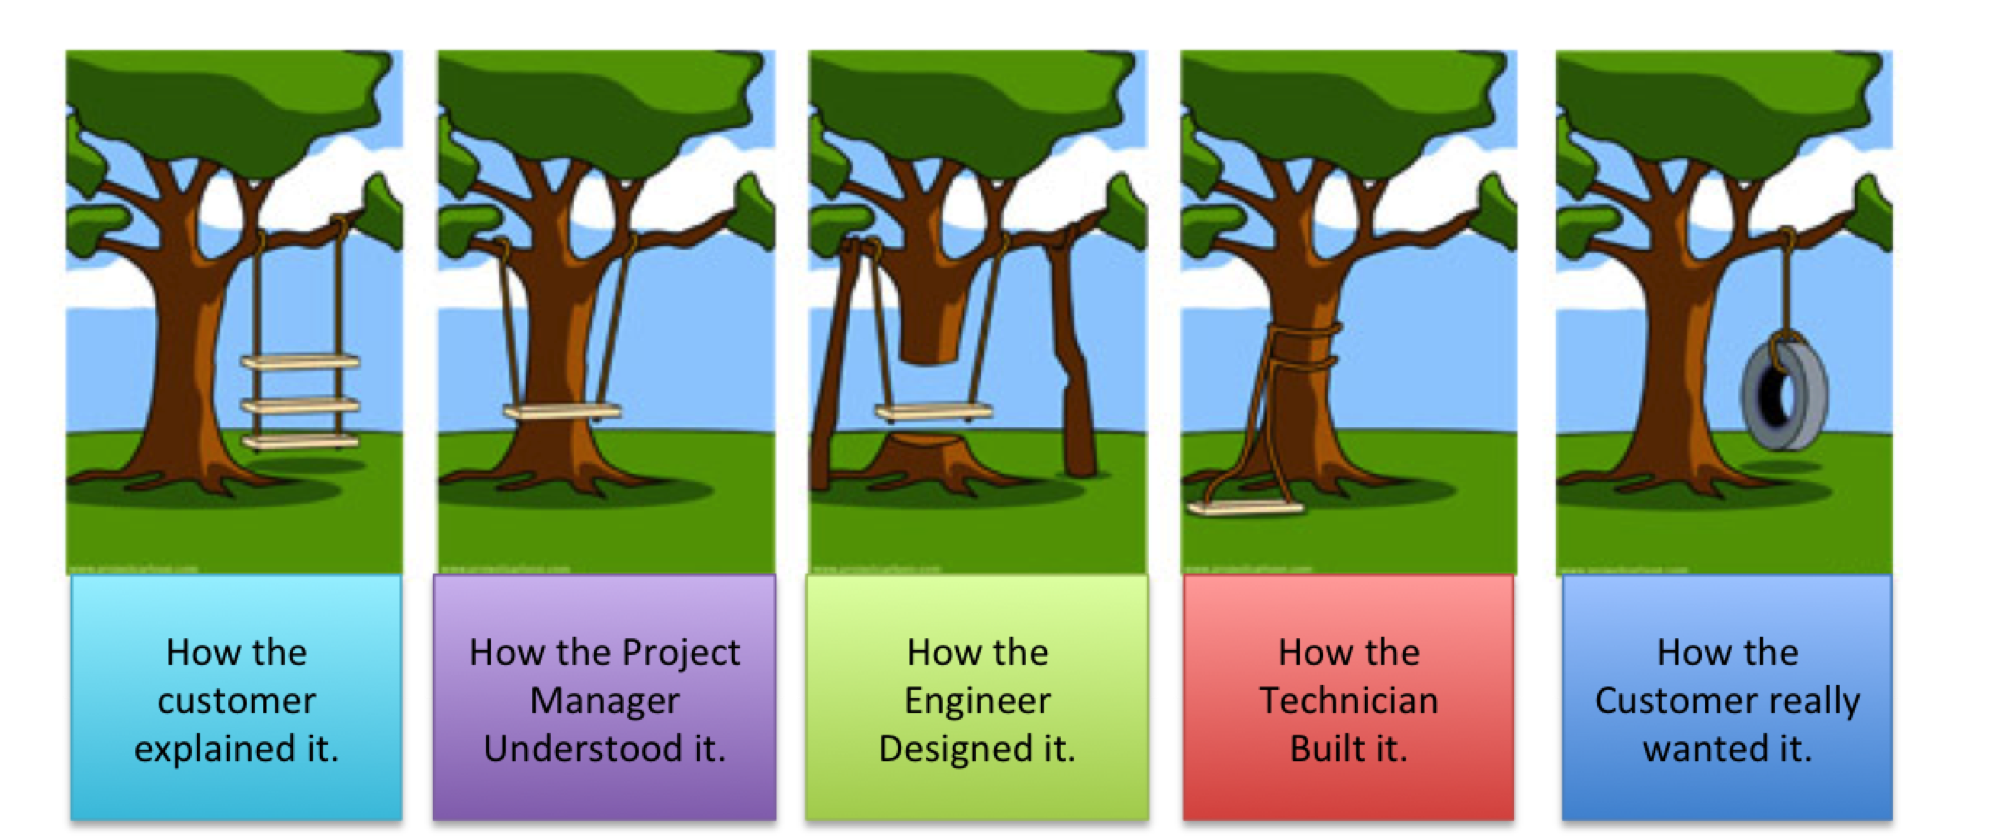 How the
customer
explained it.
How the Project
Manager
Understood it.
How the
Engineer
Designed it.
How the
Technician
Built it.
How the
Customer really
wanted it.